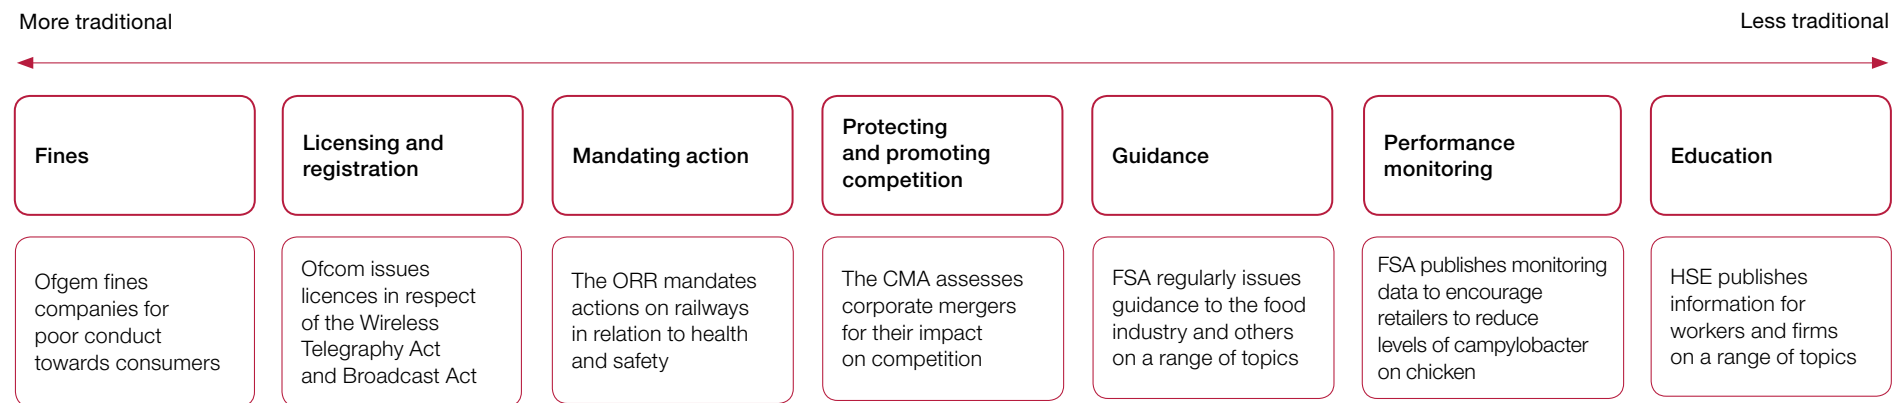 More traditional
Less traditional
Fines
Licensing and
registration
Mandating action
Protecting
and promoting
competition
Guidance
Performance
monitoring
Education
Ofgem fines
companies for
poor conduct
towards consumers
Ofcom issues
licences in respect
of the Wireless
Telegraphy Act
and Broadcast Act
The ORR mandates
actions on railways
in relation to health
and safety
The CMA assesses
corporate mergers
for their impact
on competition
FSA regularly issues
guidance to the food
industry and others
on a range of topics
FSA publishes monitoring
data to encourage
retailers to reduce
levels of campylobacter
on chicken
HSE publishes
information for
workers and firms
on a range of topics